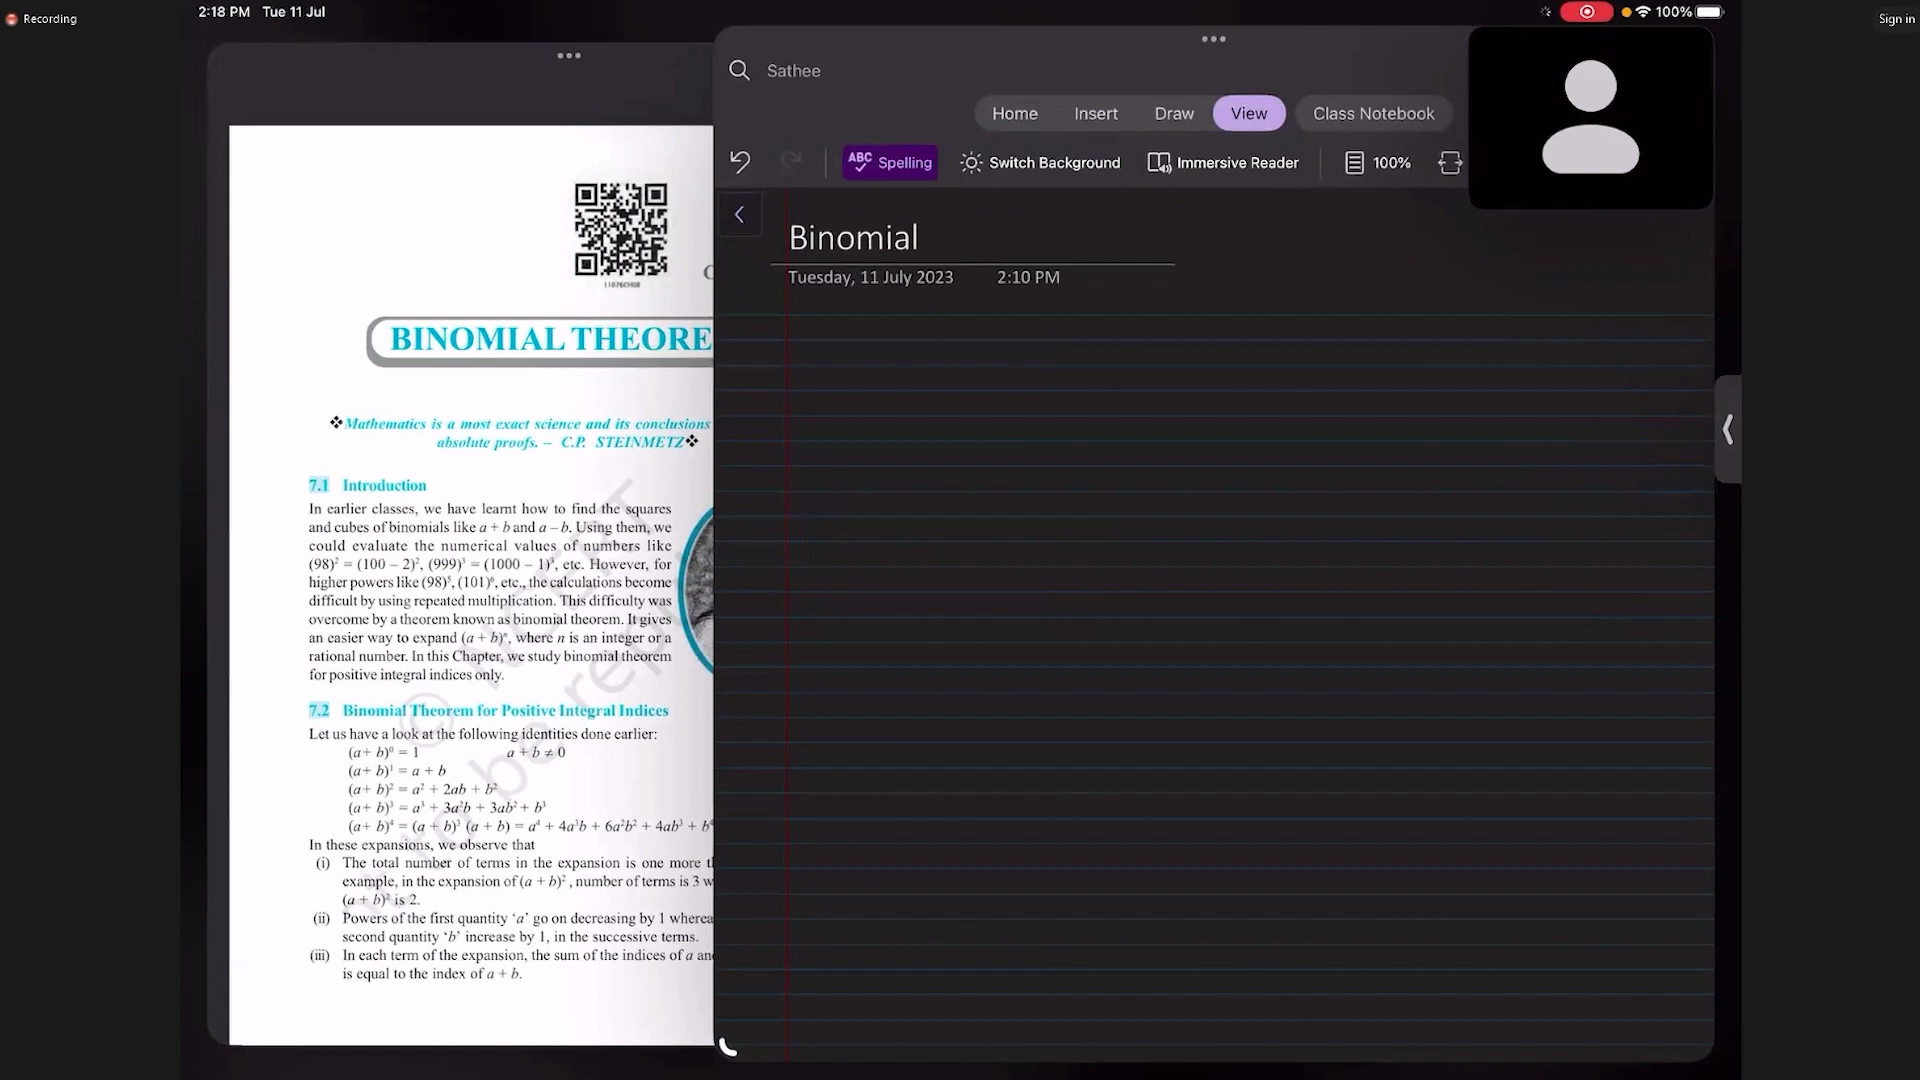 Recording
2:18 PM Tue 11 Jul
100%
Sign in
Sathee
Home Insert Draw View Class Notebook
ABC Spelling Switch Background Immersive Reader 100%
Binomial
Tuesday, 11 July 2023 2:10 PM
11076CH08
C
BINOMIAL THEORE
❖Mathematics is a most exact science and its conclusions
absolute proofs. – C.P. STEINMETZ❖
7.1 Introduction
In earlier classes, we have learnt how to find the squares
and cubes of binomials like a + b and a – b. Using them, we
could evaluate the numerical values of numbers like
(98)² = (100 – 2)², (999)³ = (1000 – 1)³, etc. However, for
higher powers like (98)⁵, (101)⁶, etc., the calculations become
difficult by using repeated multiplication. This difficulty was
overcome by a theorem known as binomial theorem. It gives
an easier way to expand (a + b)ⁿ, where n is an integer or a
rational number. In this Chapter, we study binomial theorem
for positive integral indices only.
7.2 Binomial Theorem for Positive Integral Indices
Let us have a look at the following identities done earlier:
(a+ b)⁰ = 1 a + b ≠ 0
(a+ b)¹ = a + b
(a+ b)² = a² + 2ab + b²
(a+ b)³ = a³ + 3a²b + 3ab² + b³
(a+ b)⁴ = (a + b)³ (a + b) = a⁴ + 4a³b + 6a²b² + 4ab³ + b⁴
In these expansions, we observe that
(i) The total number of terms in the expansion is one more t
example, in the expansion of (a + b)² , number of terms is 3 w
(a + b)² is 2.
(ii) Powers of the first quantity ‘a’ go on decreasing by 1 wherea
second quantity ‘b’ increase by 1, in the successive terms.
(iii) In each term of the expansion, the sum of the indices of a an
is equal to the index of a + b.
© NCERT
to be repu